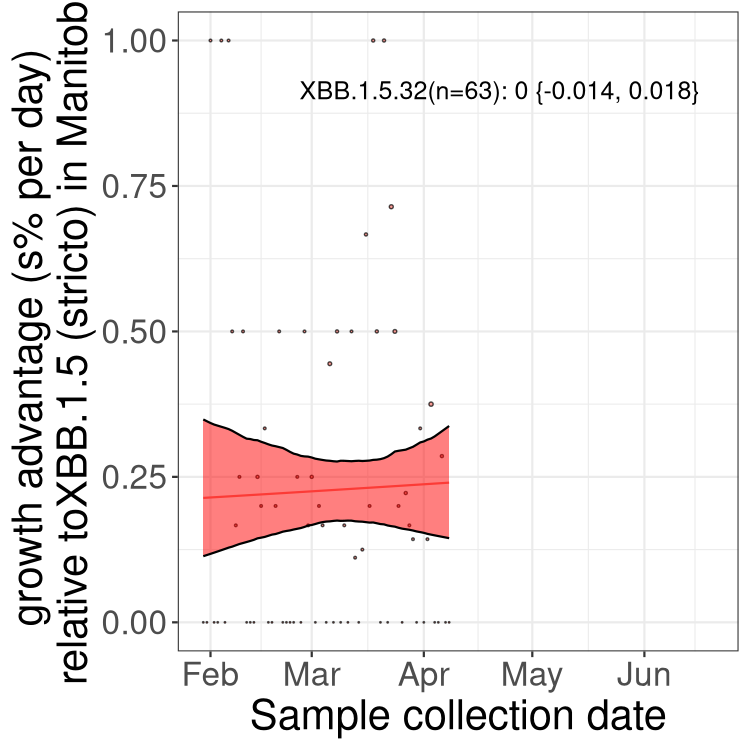 growth advantage (s% per day)
relative toXBB.1.5 (stricto) in Manitob
1.00
0.75
0.50
0.25
0.00
XBB.1.5.32(n=63): 0 {-0.014, 0.018}
Feb Mar Apr May Jun
Sample collection date